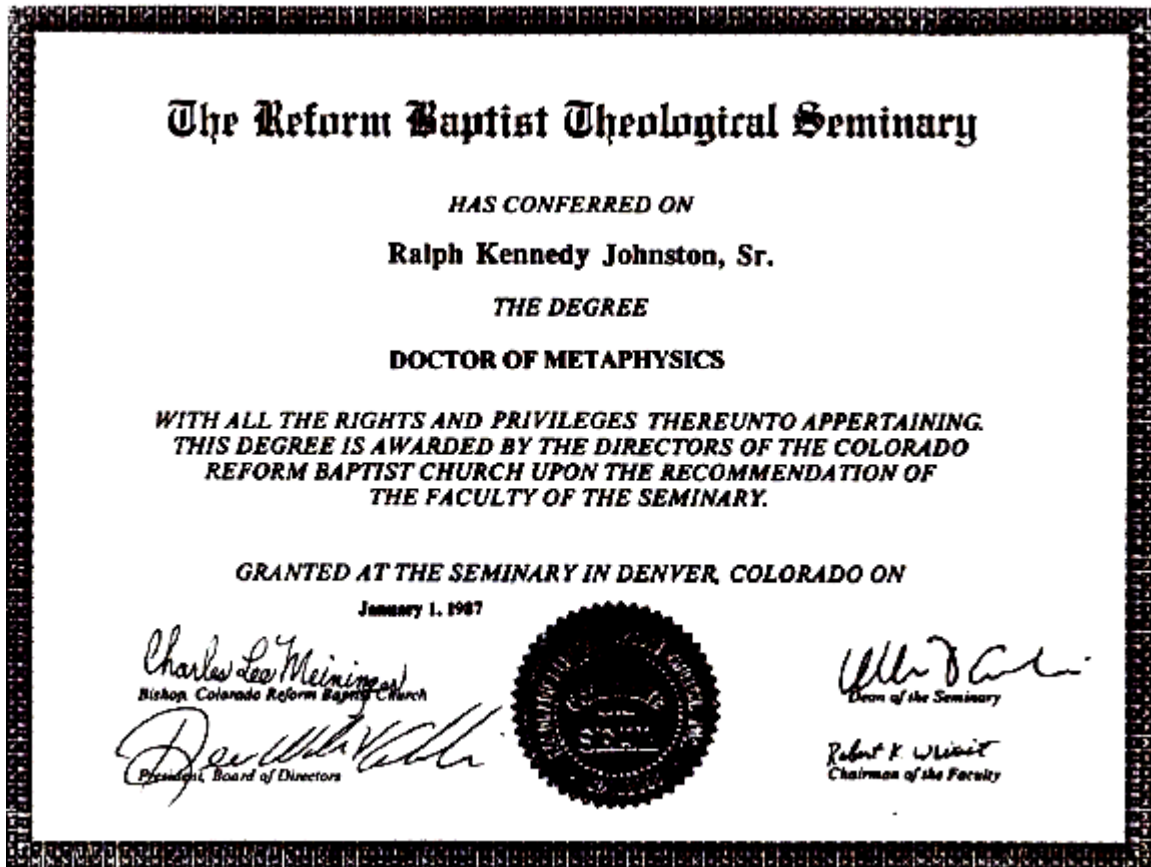 The Reform Baptist Theological Seminary
HAS CONFERRED ON
Ralph Kennedy Johnston, Sr.
THE DEGREE
DOCTOR OF METAPHYSICS
WITH ALL THE RIGHTS AND PRIVILEGES THEREUNTO APPERTAINING.
THIS DEGREE IS AWARDED BY THE DIRECTORS OF THE COLORADO
REFORM BAPTIST CHURCH UPON THE RECOMMENDATION OF
THE FACULTY OF THE SEMINARY.
GRANTED AT THE SEMINARY IN DENVER, COLORADO ON
January 1, 1987
Charles Lee Meininger
Bishop, Colorado Reform Baptist Church
Dean of the Seminary
President, Board of Directors
Robert K.
Chairman of the Faculty